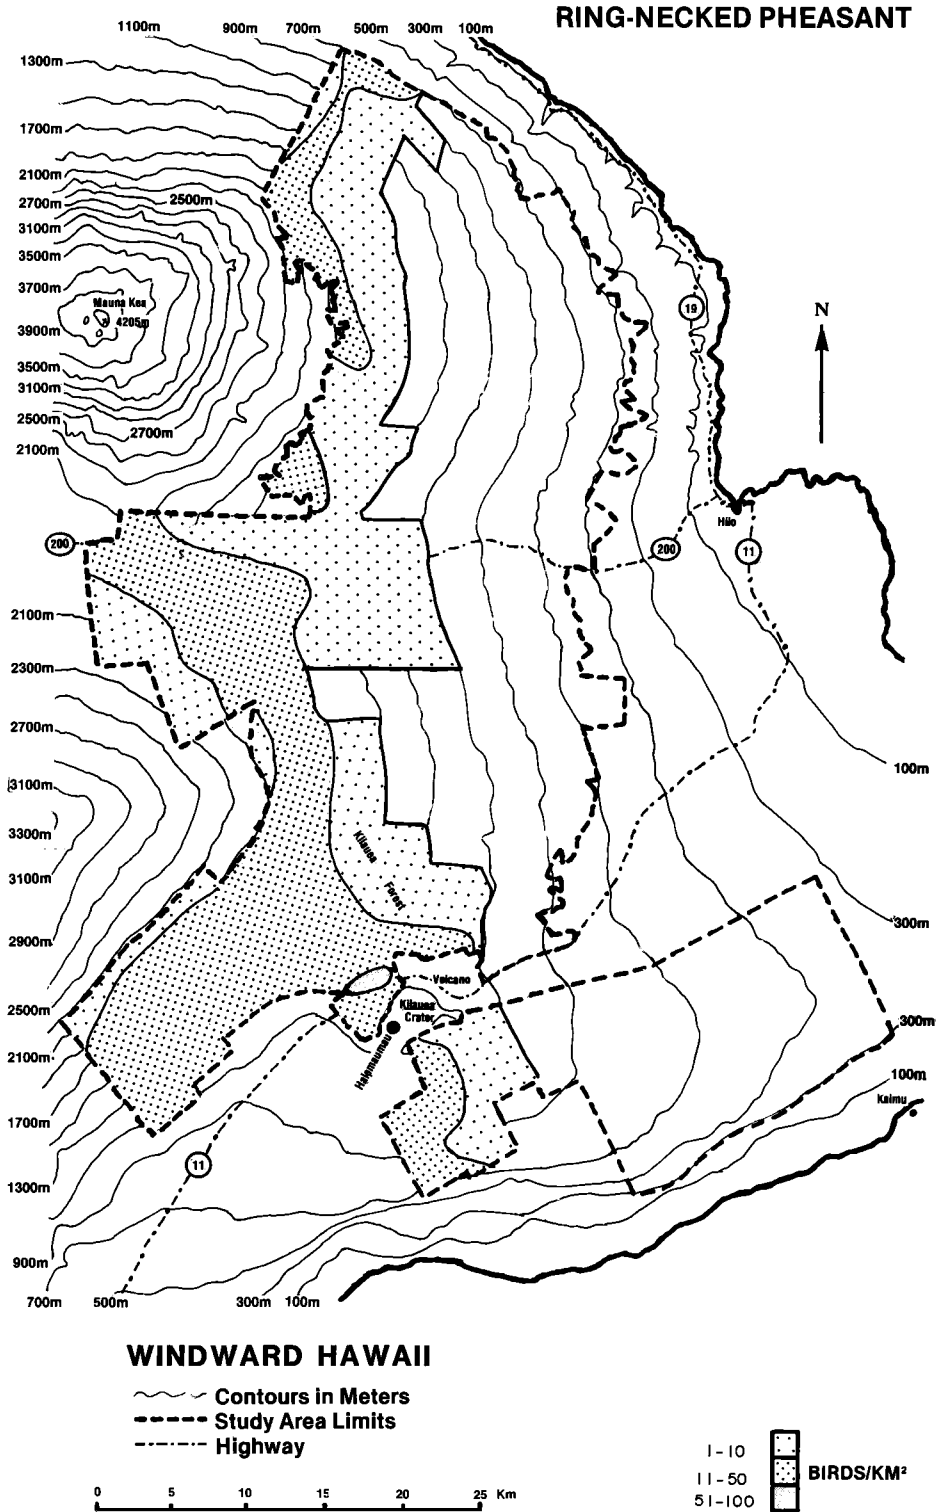 RING-NECKED PHEASANT
1100m 900m 700m 500m 300m 100m
1300m
1700m
2100m
2700m 2500m
3100m
3500m
3700m
Mauna Kea
4205m
3900m
3500m
3100m
2500m
2700m
2100m
19
N
Hilo
200
200
11
2100m
2300m
2700m
3100m
3300m
3100m
2900m
2500m
2100m
1700m
1300m
900m
700m 500m 300m 100m
100m
300m
300m
100m
Kaimu
Kilauea
Forest
Volcano
Kilauea
Crater
Halemaumau
11
WINDWARD HAWAII
Contours in Meters
Study Area Limits
Highway
0 5 10 15 20 25 Km
1-10
11-50
51-100
BIRDS/KM²